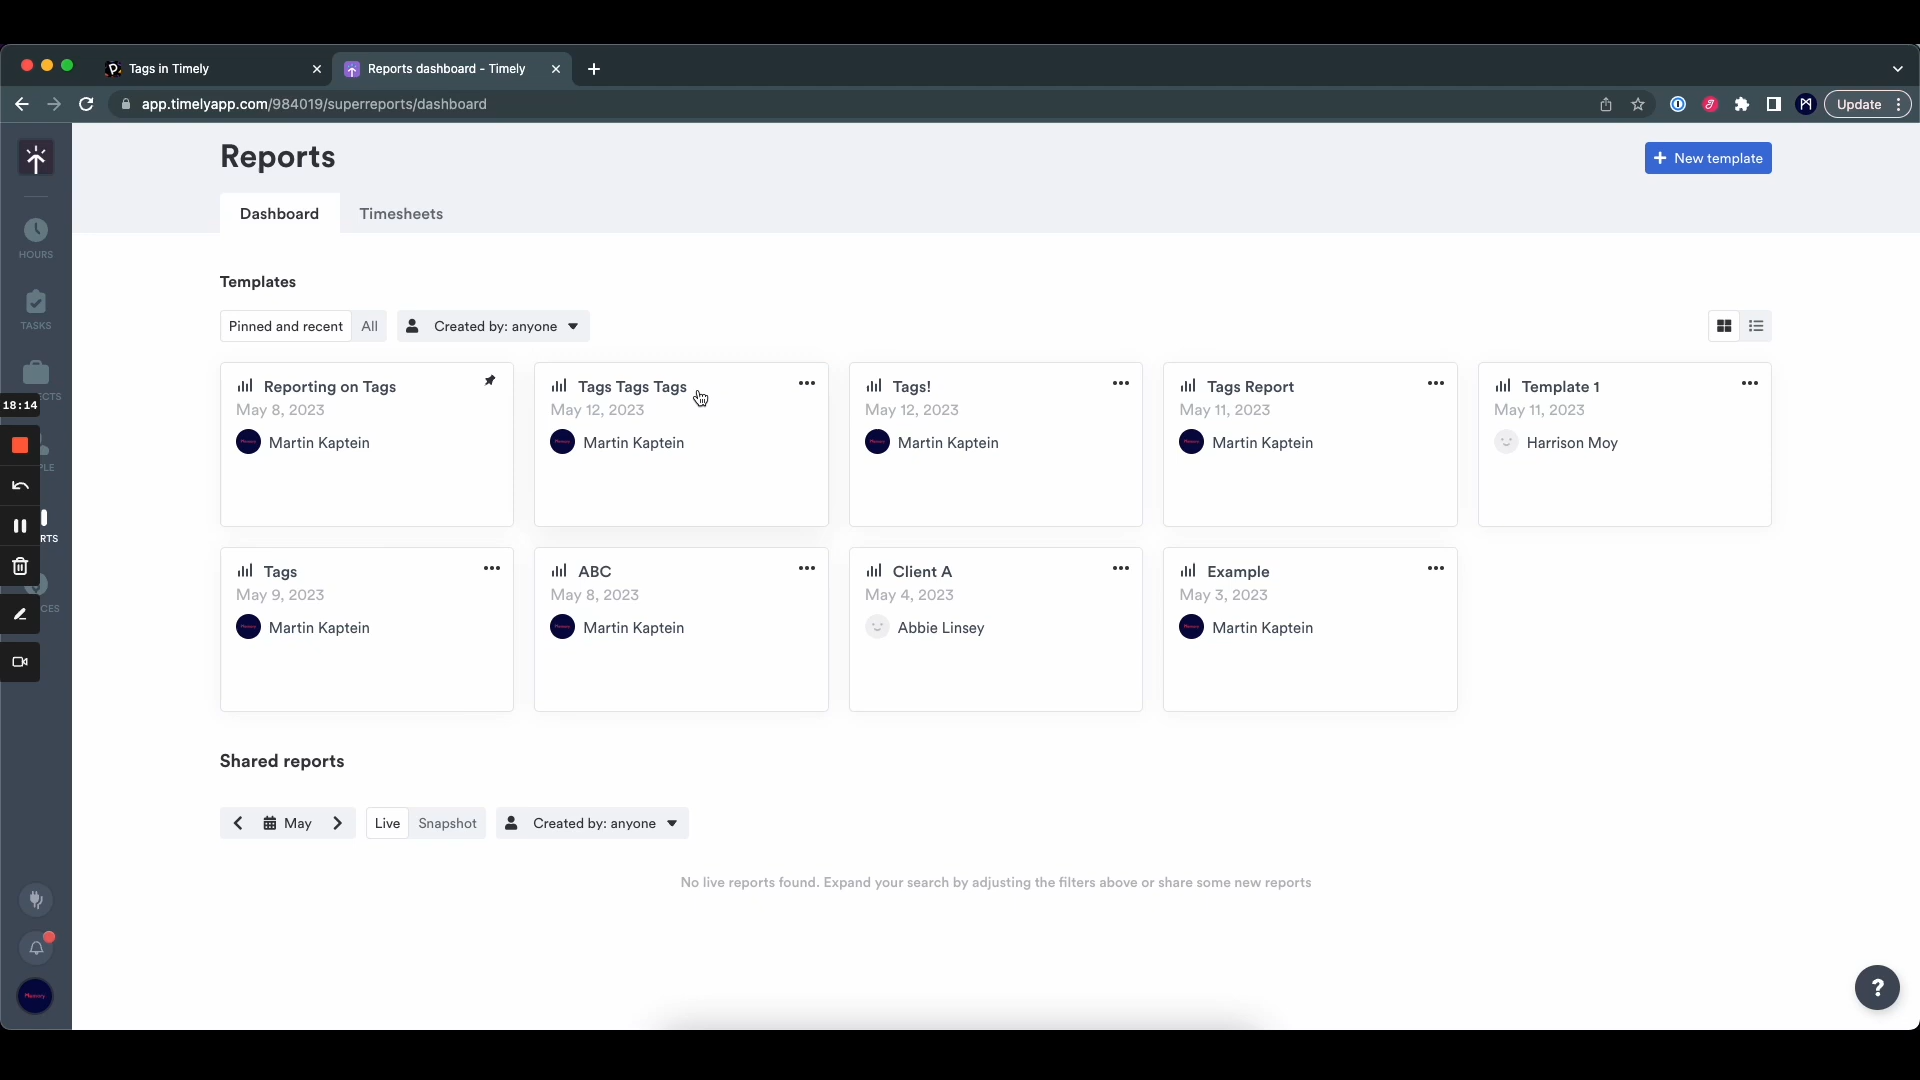 Tags in Timely
Reports dashboard - Timely
app.timelyapp.com/984019/superreports/dashboard
Update
Reports
New template
Dashboard
Timesheets
HOURS
TASKS
CTS
18:14
PLE
RTS
CES
Templates
Pinned and recent
All
Created by: anyone
Reporting on Tags
May 8, 2023
Martin Kaptein
Tags Tags Tags
May 12, 2023
Martin Kaptein
Tags!
May 12, 2023
Martin Kaptein
Tags Report
May 11, 2023
Martin Kaptein
Template 1
May 11, 2023
Harrison Moy
Tags
May 9, 2023
Martin Kaptein
ABC
May 8, 2023
Martin Kaptein
Client A
May 4, 2023
Abbie Linsey
Example
May 3, 2023
Martin Kaptein
Shared reports
May
Live
Snapshot
Created by: anyone
No live reports found. Expand your search by adjusting the filters above or share some new reports
Memory.
?